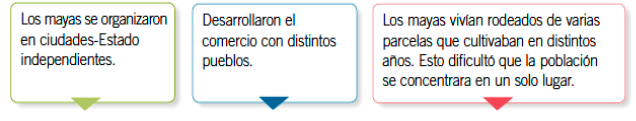 Los mayas se organizaron
en ciudades-Estado
independientes.
Desarrollaron el
comercio con distintos
pueblos.
Los mayas vivían rodeados de varias
parcelas que cultivaban en distintos
años. Esto dificultó que la población
se concentrara en un solo lugar.